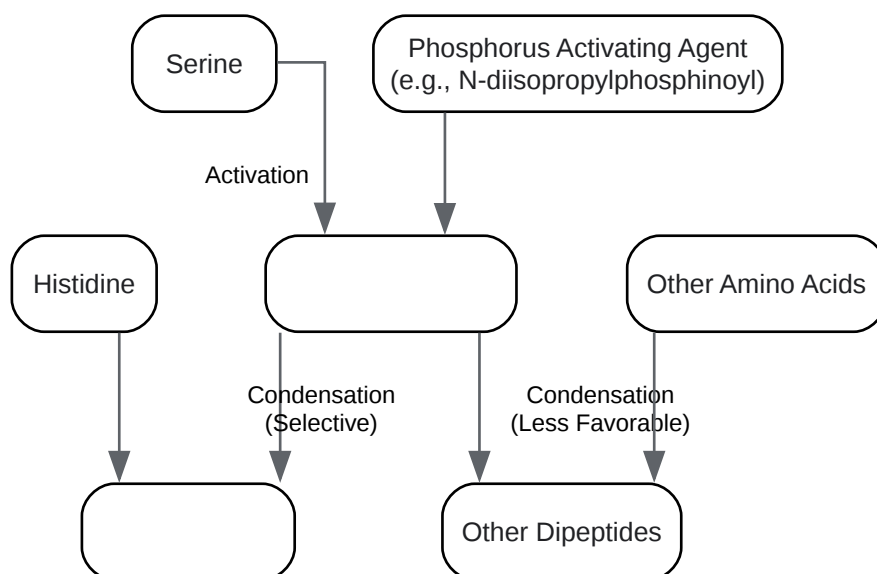 Serine
Phosphorus Activating Agent
(e.g., N-diisopropylphosphinoyl)
Activation
Histidine
Other Amino Acids
Condensation
(Selective)
Condensation
(Less Favorable)
Other Dipeptides